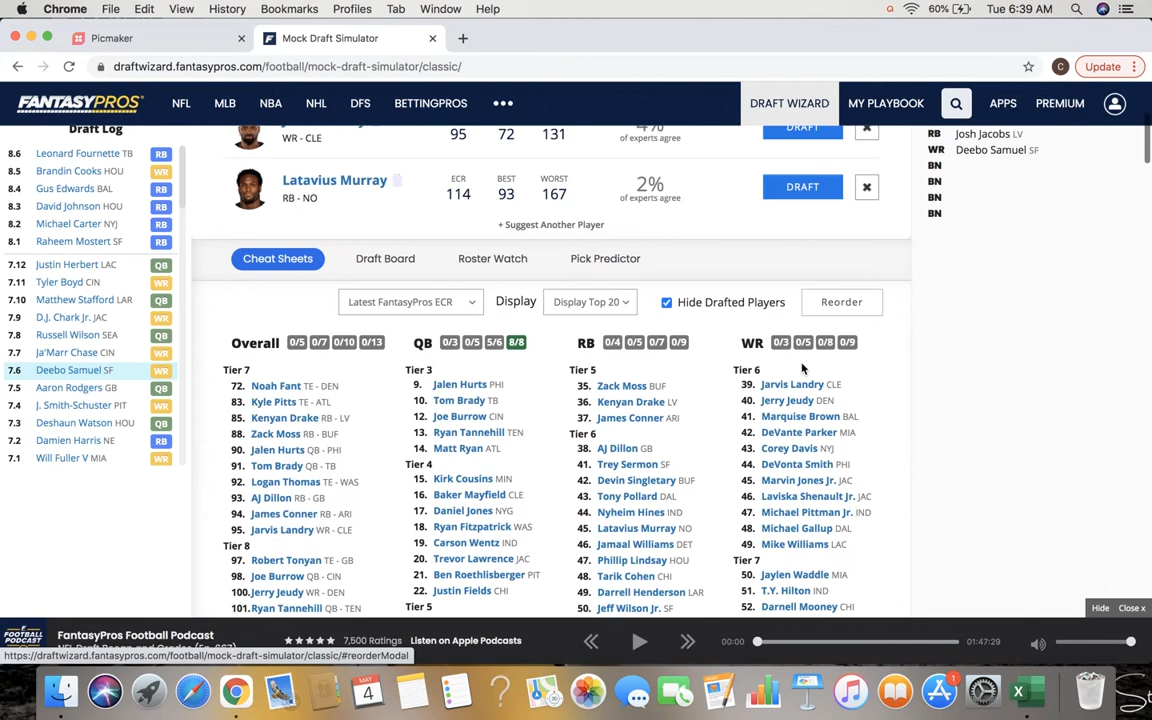 Chrome File Edit View History Bookmarks Profiles Tab Window Help 60% Tue 6:39 AM
Picmaker Mock Draft Simulator
draftwizard.fantasypros.com/football/mock-draft-simulator/classic/ C Update
FANTASYPROS NFL MLB NBA NHL DFS BETTINGPROS ••• DRAFT WIZARD MY PLAYBOOK APPS PREMIUM
Draft Log
8.6 Leonard Fournette TB RB
8.5 Brandin Cooks HOU WR
8.4 Gus Edwards BAL RB
8.3 David Johnson HOU RB
8.2 Michael Carter NYJ RB
8.1 Raheem Mostert SF RB
7.12 Justin Herbert LAC QB
7.11 Tyler Boyd CIN WR
7.10 Matthew Stafford LAR QB
7.9 D.J. Chark Jr. JAC WR
7.8 Russell Wilson SEA QB
7.7 Ja'Marr Chase CIN WR
7.6 Deebo Samuel SF WR
7.5 Aaron Rodgers GB QB
7.4 J. Smith-Schuster PIT WR
7.3 Deshaun Watson HOU QB
7.2 Damien Harris NE RB
7.1 Will Fuller V MIA WR
WR - CLE 95 72 131 4% of experts agree DRAFT
Latavius Murray
RB - NO
ECR 114 BEST 93 WORST 167
2% of experts agree DRAFT
+ Suggest Another Player
RB Josh Jacobs LV
WR Deebo Samuel SF
BN
BN
BN
BN
Cheat Sheets Draft Board Roster Watch Pick Predictor
Latest FantasyPros ECR Display Display Top 20 Hide Drafted Players Reorder
Overall 0/5 0/7 0/10 0/13
Tier 7
72. Noah Fant TE - DEN
83. Kyle Pitts TE - ATL
85. Kenyan Drake RB - LV
88. Zack Moss RB - BUF
90. Jalen Hurts QB - PHI
91. Tom Brady QB - TB
92. Logan Thomas TE - WAS
93. AJ Dillon RB - GB
94. James Conner RB - ARI
95. Jarvis Landry WR - CLE
Tier 8
97. Robert Tonyan TE - GB
98. Joe Burrow QB - CIN
100. Jerry Jeudy WR - DEN
101. Ryan Tannehill QB - TEN
QB 0/3 0/5 5/6 8/8
Tier 3
9. Jalen Hurts PHI
10. Tom Brady TB
12. Joe Burrow CIN
13. Ryan Tannehill TEN
14. Matt Ryan ATL
Tier 4
15. Kirk Cousins MIN
16. Baker Mayfield CLE
17. Daniel Jones NYG
18. Ryan Fitzpatrick WAS
19. Carson Wentz IND
20. Trevor Lawrence JAC
21. Ben Roethlisberger PIT
22. Justin Fields CHI
Tier 5
RB 0/4 0/5 0/7 0/9
Tier 5
35. Zack Moss BUF
36. Kenyan Drake LV
37. James Conner ARI
Tier 6
38. AJ Dillon GB
41. Trey Sermon SF
42. Devin Singletary BUF
43. Tony Pollard DAL
44. Nyheim Hines IND
45. Latavius Murray NO
46. Jamaal Williams DET
47. Phillip Lindsay HOU
48. Tarik Cohen CHI
49. Darrell Henderson LAR
50. Jeff Wilson Jr. SF
WR 0/3 0/5 0/8 0/9
Tier 6
39. Jarvis Landry CLE
40. Jerry Jeudy DEN
41. Marquise Brown BAL
42. DeVante Parker MIA
43. Corey Davis NYJ
44. DeVonta Smith PHI
45. Marvin Jones Jr. JAC
46. Laviska Shenault Jr. JAC
47. Michael Pittman Jr. IND
48. Michael Gallup DAL
49. Mike Williams LAC
Tier 7
50. Jaylen Waddle MIA
51. T.Y. Hilton IND
52. Darnell Mooney CHI
Hide Close x
FOOTBALL PODCAST
FantasyPros Football Podcast
7,500 Ratings Listen on Apple Podcasts 00:00 01:47:29
https://draftwizard.fantasypros.com/football/mock-draft-simulator/classic/#reorderModal
MAY 4
1